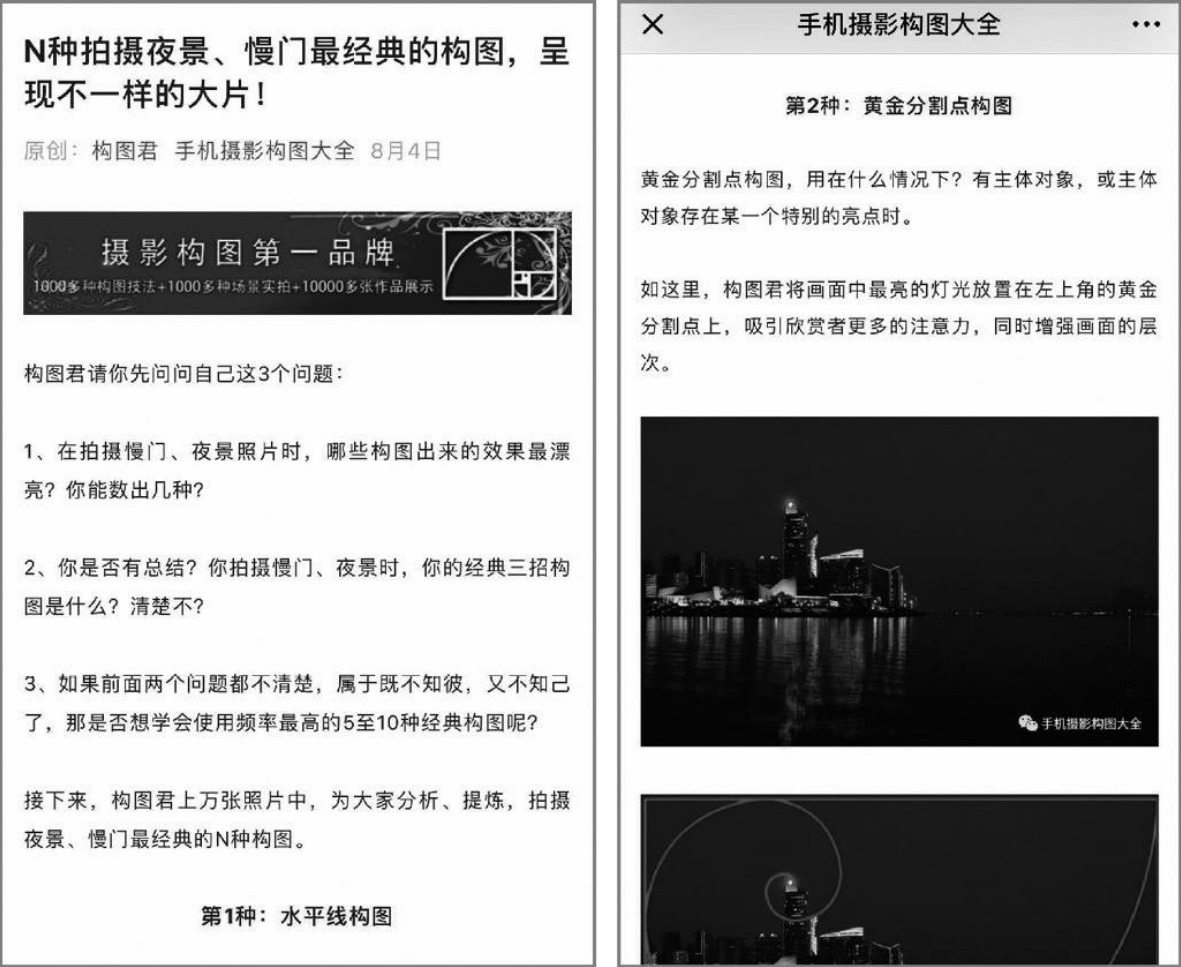 N种拍摄夜景、慢门最经典的构图，呈
现不一样的大片！
原创：构图君 手机摄影构图大全 8月4日
摄影构图第一品牌
1000多种构图技法+1000多种场景实拍+10000多张作品展示
构图君请你先问问自己这3个问题：
1、在拍摄慢门、夜景照片时，哪些构图出来的效果最漂
亮？你能数出几种？
2、你是否有总结？你拍摄慢门、夜景时，你的经典三招构
图是什么？清楚不？
3、如果前面两个问题都不清楚，属于既不知彼，又不知己
了，那是否想学会使用频率最高的5至10种经典构图呢？
接下来，构图君上万张照片中，为大家分析、提炼，拍摄
夜景、慢门最经典的N种构图。
第1种：水平线构图
手机摄影构图大全
第2种：黄金分割点构图
黄金分割点构图，用在什么情况下？有主体对象，或主体
对象存在某一个特别的亮点时。
如这里，构图君将画面中最亮的灯光放置在左上角的黄金
分割点上，吸引欣赏者更多的注意力，同时增强画面的层
次。
手机摄影构图大全